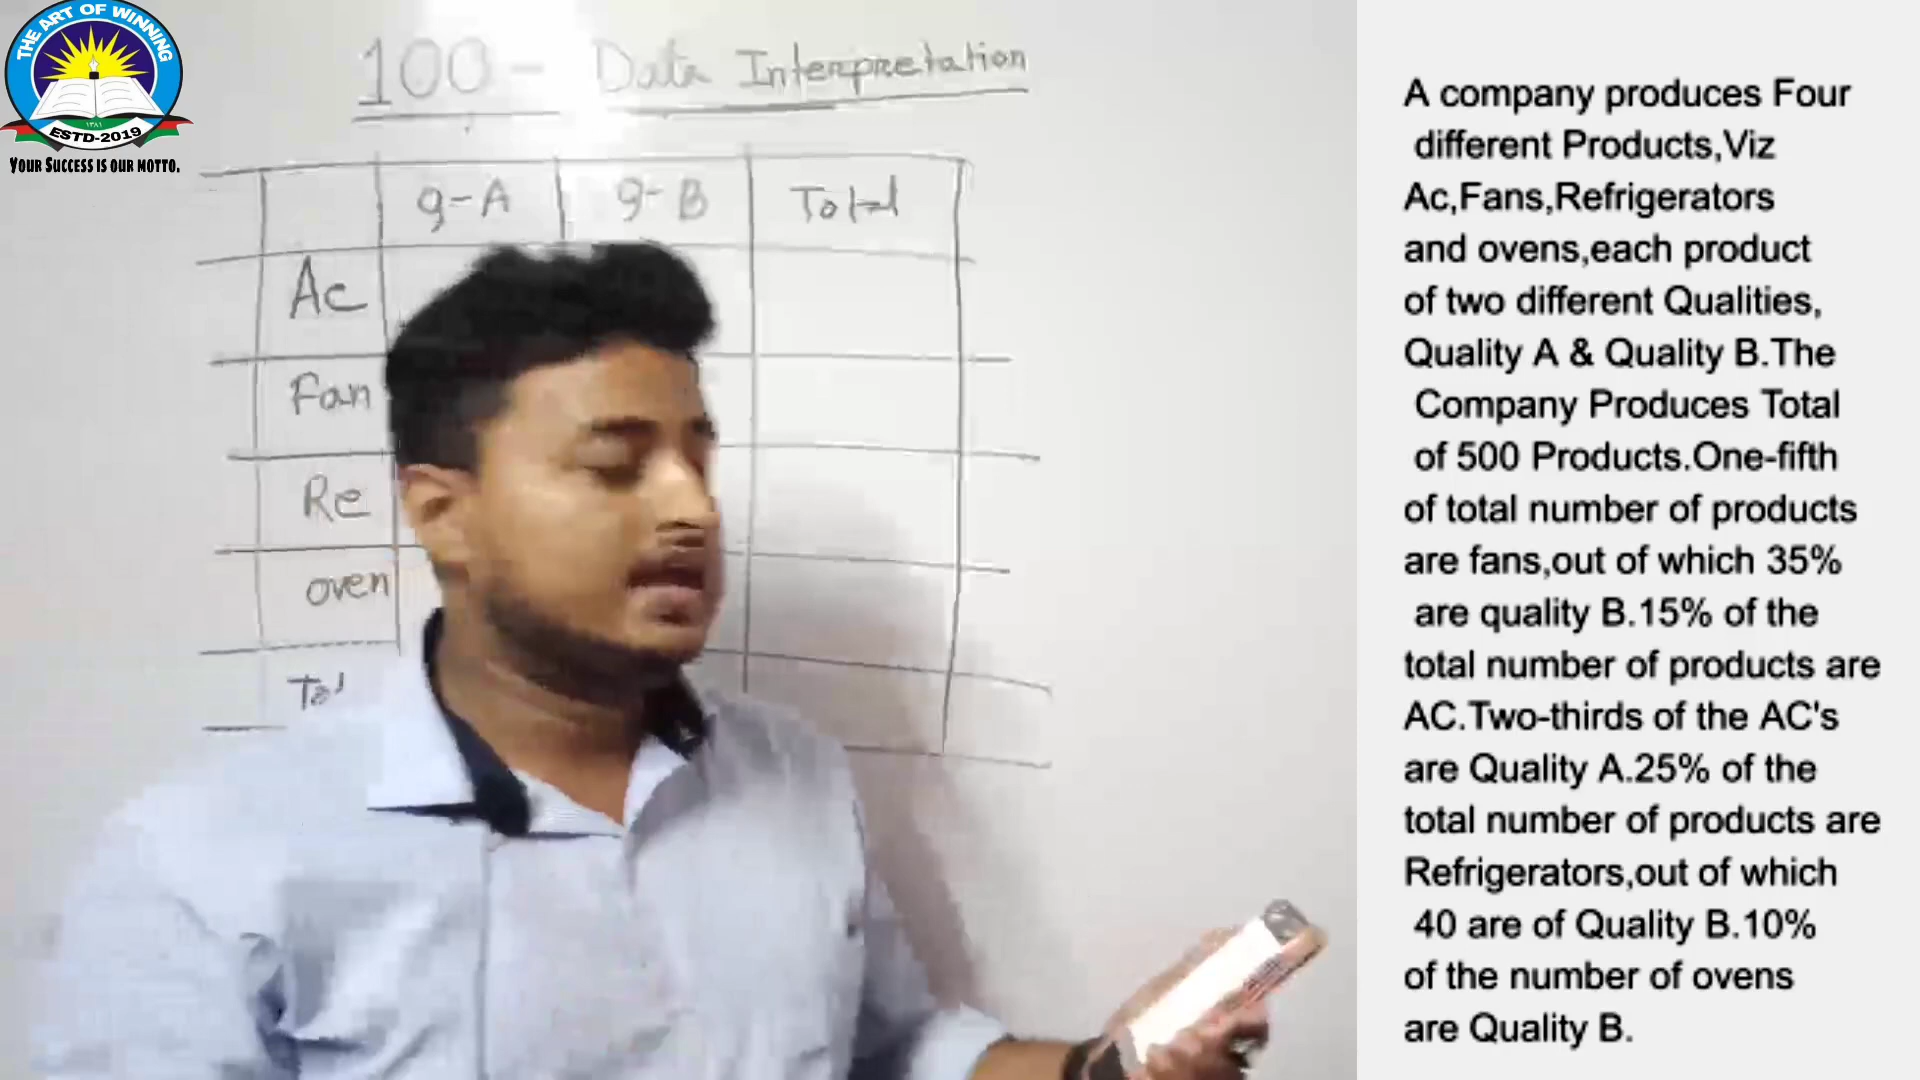 THE ART OF WINNING
ESTD-2019
YOUR SUCCESS IS OUR MOTTO.
100 - Data Interpretation
q-A q-B Total
Ac
Fan
Re
oven
Tot
A company produces Four
different Products,Viz
Ac,Fans,Refrigerators
and ovens,each product
of two different Qualities,
Quality A & Quality B.The
Company Produces Total
of 500 Products.One-fifth
of total number of products
are fans,out of which 35%
are quality B.15% of the
total number of products are
AC.Two-thirds of the AC's
are Quality A.25% of the
total number of products are
Refrigerators,out of which
40 are of Quality B.10%
of the number of ovens
are Quality B.